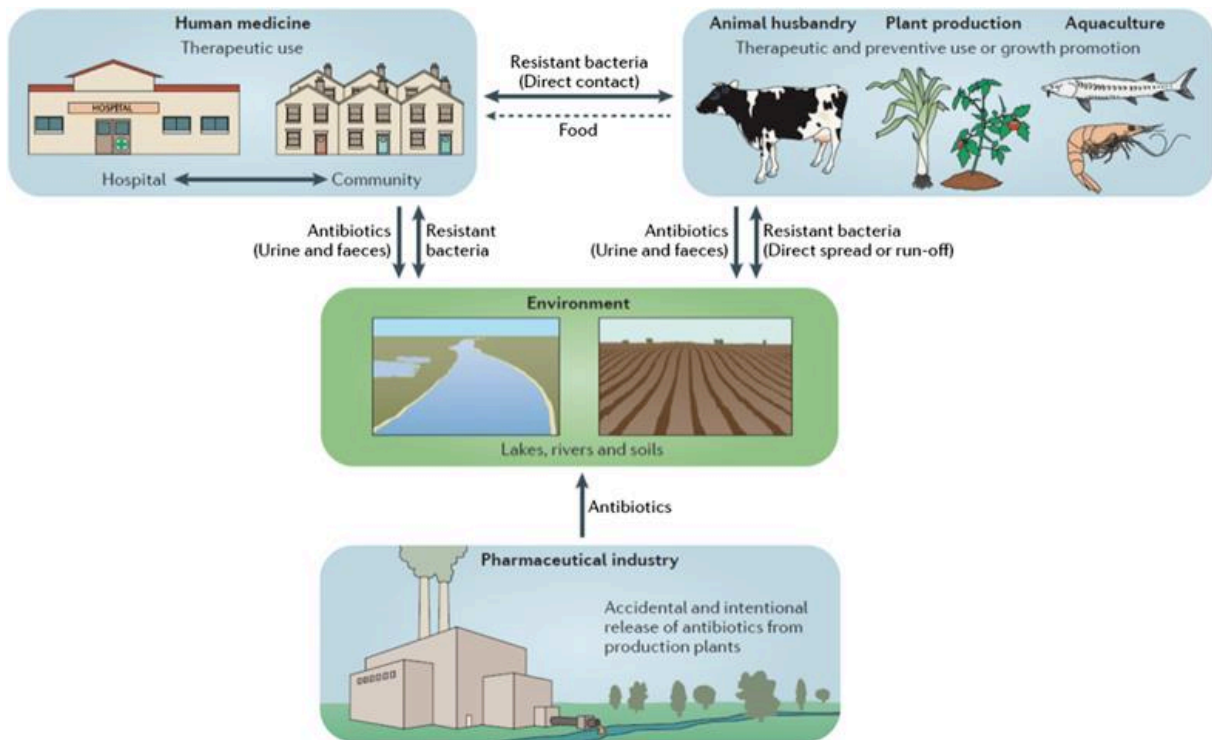 Human medicine
Therapeutic use
HOSPITAL
Hospital
Community
Resistant bacteria
(Direct contact)
Food
Animal husbandry
Plant production
Aquaculture
Therapeutic and preventive use or growth promotion
Antibiotics
(Urine and faeces)
Resistant
bacteria
Antibiotics
(Urine and faeces)
Resistant bacteria
(Direct spread or run-off)
Environment
Lakes, rivers and soils
Antibiotics
Pharmaceutical industry
Accidental and intentional
release of antibiotics from
production plants